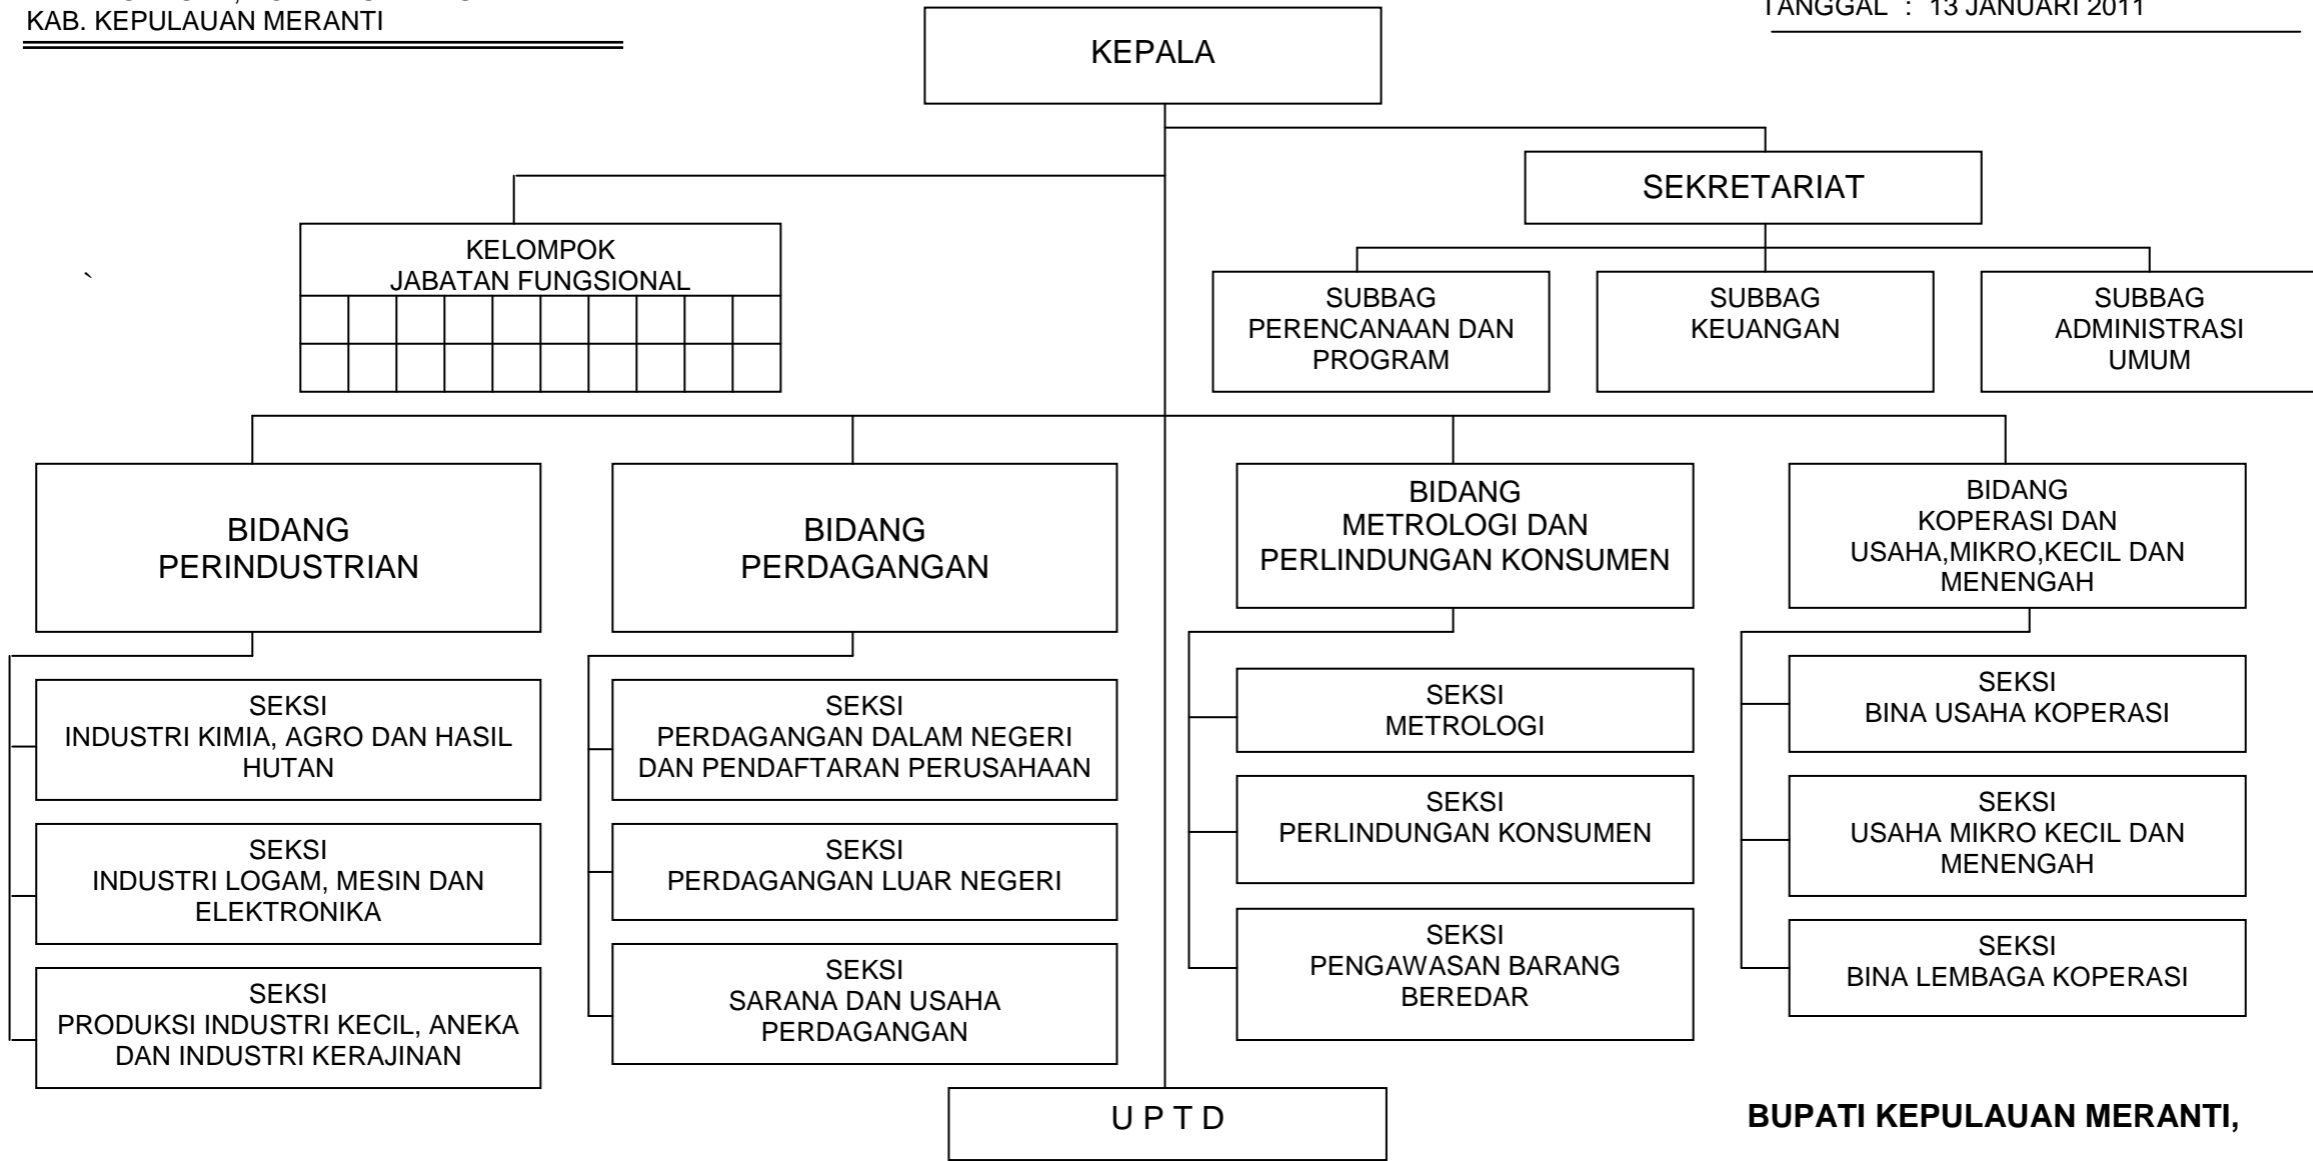 KAB. KEPULAUAN MERANTI
TANGGAL : 13 JANUARI 2011
KEPALA
SEKRETARIAT
KELOMPOK
JABATAN FUNGSIONAL
`
SUBBAG
PERENCANAAN DAN
PROGRAM
SUBBAG
KEUANGAN
SUBBAG
ADMINISTRASI
UMUM
BIDANG
PERINDUSTRIAN
BIDANG
PERDAGANGAN
BIDANG
METROLOGI DAN
PERLINDUNGAN KONSUMEN
BIDANG
KOPERASI DAN
USAHA,MIKRO,KECIL DAN
MENENGAH
SEKSI
INDUSTRI KIMIA, AGRO DAN HASIL
HUTAN
SEKSI
INDUSTRI LOGAM, MESIN DAN
ELEKTRONIKA
SEKSI
PRODUKSI INDUSTRI KECIL, ANEKA
DAN INDUSTRI KERAJINAN
SEKSI
PERDAGANGAN DALAM NEGERI
DAN PENDAFTARAN PERUSAHAAN
SEKSI
PERDAGANGAN LUAR NEGERI
SEKSI
SARANA DAN USAHA
PERDAGANGAN
SEKSI
METROLOGI
SEKSI
PERLINDUNGAN KONSUMEN
SEKSI
PENGAWASAN BARANG
BEREDAR
SEKSI
BINA USAHA KOPERASI
SEKSI
USAHA MIKRO KECIL DAN
MENENGAH
SEKSI
BINA LEMBAGA KOPERASI
U P T D
BUPATI KEPULAUAN MERANTI,